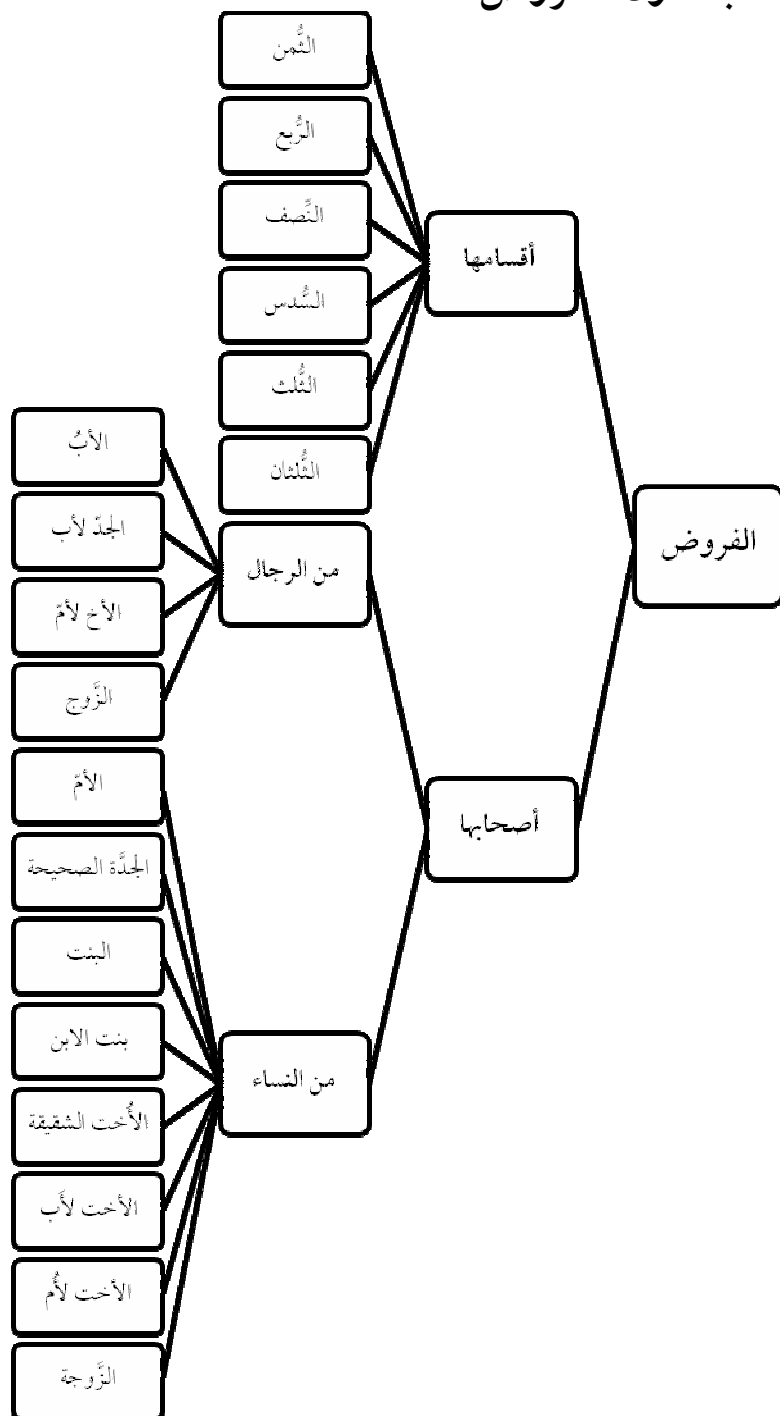 الفروض
أقسامها
الثُّمن
الرُّبع
النِّصف
السُّدس
الثُّلث
الثُّلثان
أصحابها
من الرجال
الأبُ
الجدّ لأب
الأخ لأمّ
الزَّوج
من النساء
الأمّ
الجدَّة الصحيحة
البنت
بنت الابن
الأُخت الشقيقة
الأخت لأَب
الأخت لأُم
الزَّوجة